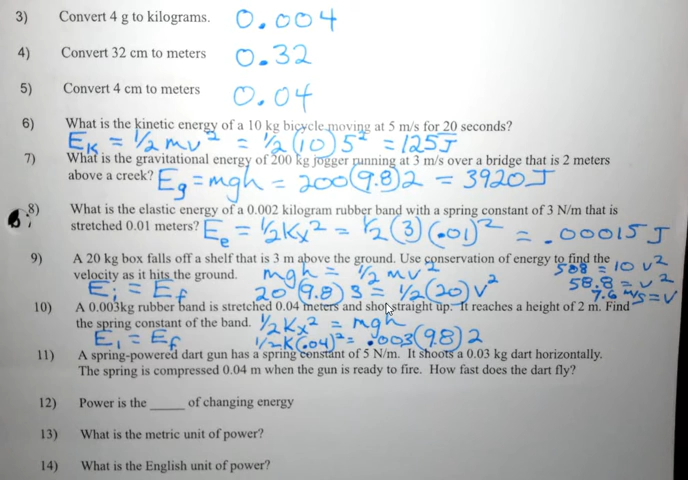 3) Convert 4 g to kilograms. 0.004
4) Convert 32 cm to meters 0.32
5) Convert 4 cm to meters 0.04
6) What is the kinetic energy of a 10 kg bicycle moving at 5 m/s for 20 seconds?
Eₖ = ½ mv² = ½(10)5² = 125J
7) What is the gravitational energy of 200 kg jogger running at 3 m/s over a bridge that is 2 meters
above a creek? Eg = mgh = 200(9.8)2 = 3920J
8) What is the elastic energy of a 0.002 kilogram rubber band with a spring constant of 3 N/m that is
stretched 0.01 meters? Eₑ = ½Kx² = ½(3)(.01)² = .00015 J
9) A 20 kg box falls off a shelf that is 3 m above the ground. Use conservation of energy to find the
velocity as it hits the ground. mgh = ½ mv² 588 = 10 v²
Eᵢ = Ef 20(9.8)3 = ½(20)v² 58.8 = v²
7.6 m/s = v
10) A 0.003kg rubber band is stretched 0.04 meters and shot straight up. It reaches a height of 2 m. Find
the spring constant of the band. ½Kx² = mgh
Eᵢ = Ef ½K(.04)² = .003(9.8)2
11) A spring-powered dart gun has a spring constant of 5 N/m. It shoots a 0.03 kg dart horizontally.
The spring is compressed 0.04 m when the gun is ready to fire. How fast does the dart fly?
12) Power is the _____ of changing energy
13) What is the metric unit of power?
14) What is the English unit of power?